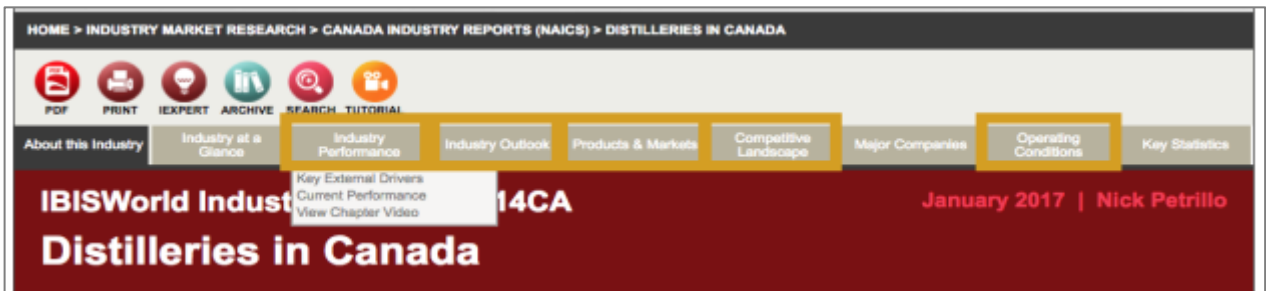 HOME > INDUSTRY MARKET RESEARCH > CANADA INDUSTRY REPORTS (NAICS) > DISTILLERIES IN CANADA
PDF PRINT IEXPERT ARCHIVE SEARCH TUTORIAL
About this Industry Industry at a Glance Industry Performance Industry Outlook Products & Markets Competitive Landscape Major Companies Operating Conditions Key Statistics
Key External Drivers
Current Performance
View Chapter Video
IBISWorld Indust 14CA January 2017 | Nick Petrillo
Distilleries in Canada